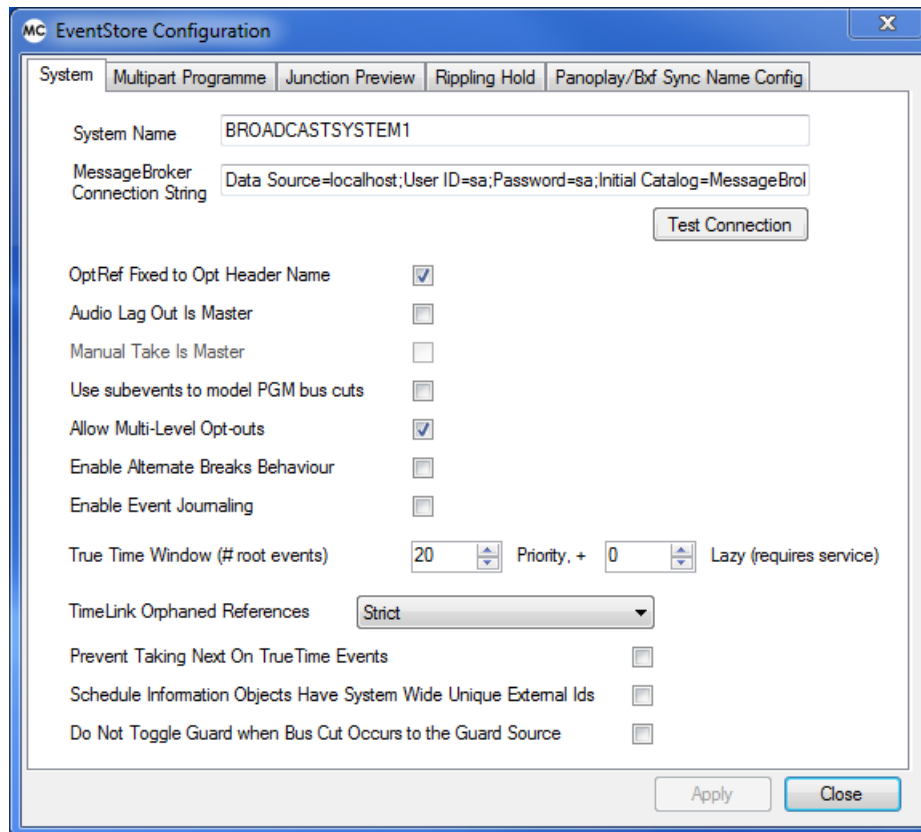 MC EventStore Configuration
X
System Multipart Programme Junction Preview Rippling Hold Panoplay/Bxf Sync Name Config
System Name BROADCASTSYSTEM1
MessageBroker
Connection String Data Source=localhost;User ID=sa;Password=sa;Initial Catalog=MessageBrol
Test Connection
OptRef Fixed to Opt Header Name
Audio Lag Out Is Master
Manual Take Is Master
Use subevents to model PGM bus cuts
Allow Multi-Level Opt-outs
Enable Alternate Breaks Behaviour
Enable Event Journaling
True Time Window (# root events) 20 Priority, + 0 Lazy (requires service)
TimeLink Orphaned References Strict
Prevent Taking Next On TrueTime Events
Schedule Information Objects Have System Wide Unique External Ids
Do Not Toggle Guard when Bus Cut Occurs to the Guard Source
Apply Close